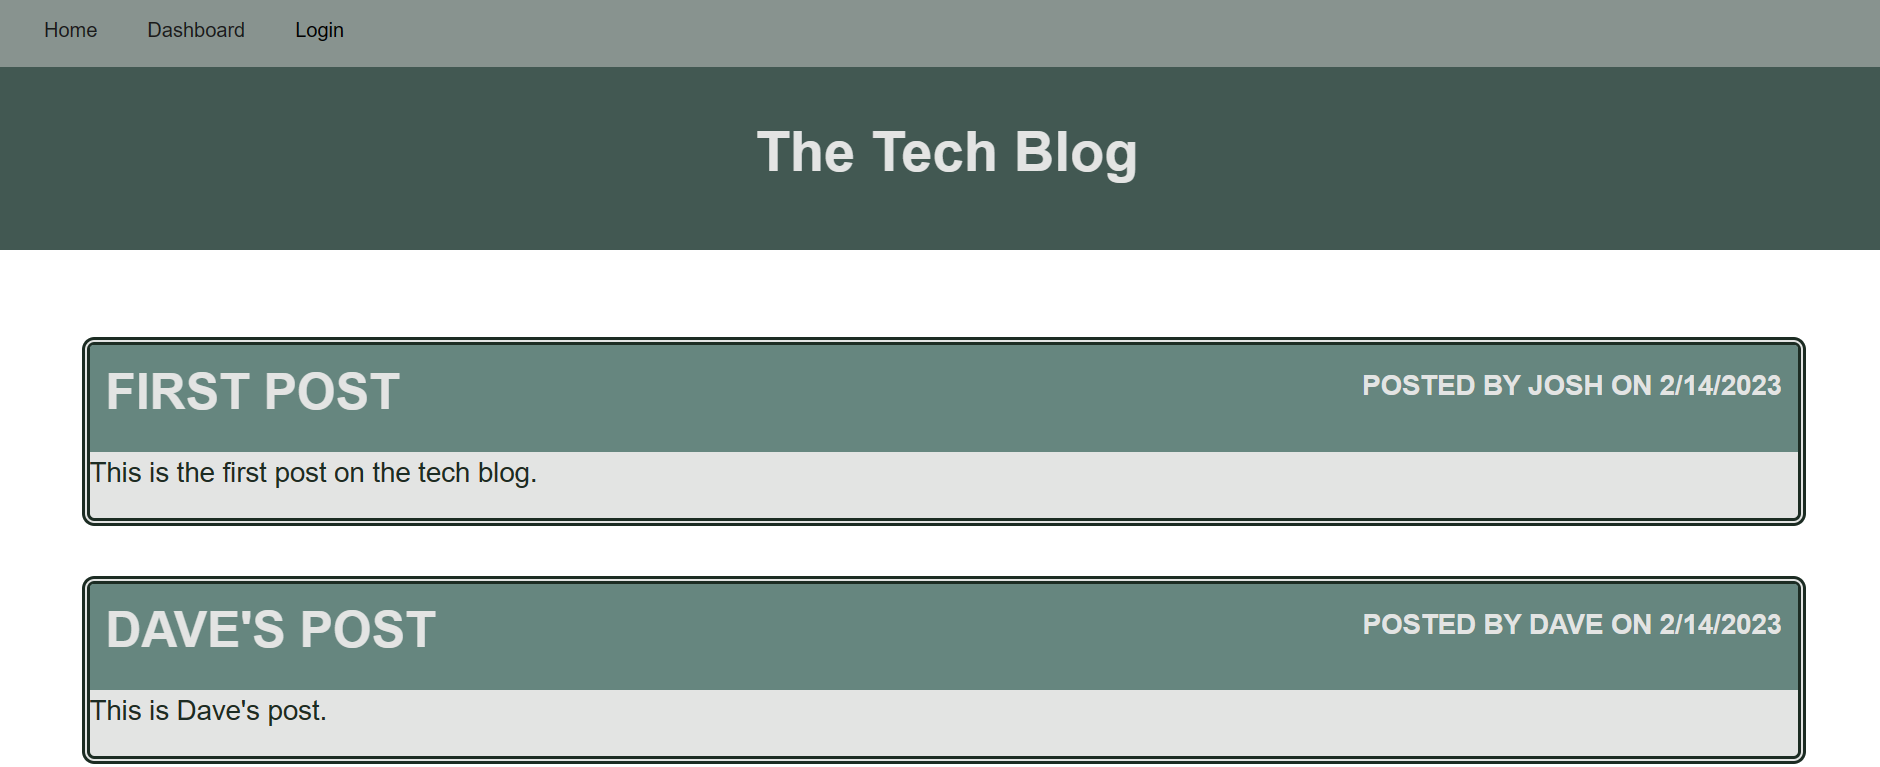 Home Dashboard Login
The Tech Blog
FIRST POST POSTED BY JOSH ON 2/14/2023
This is the first post on the tech blog.
DAVE'S POST POSTED BY DAVE ON 2/14/2023
This is Dave's post.